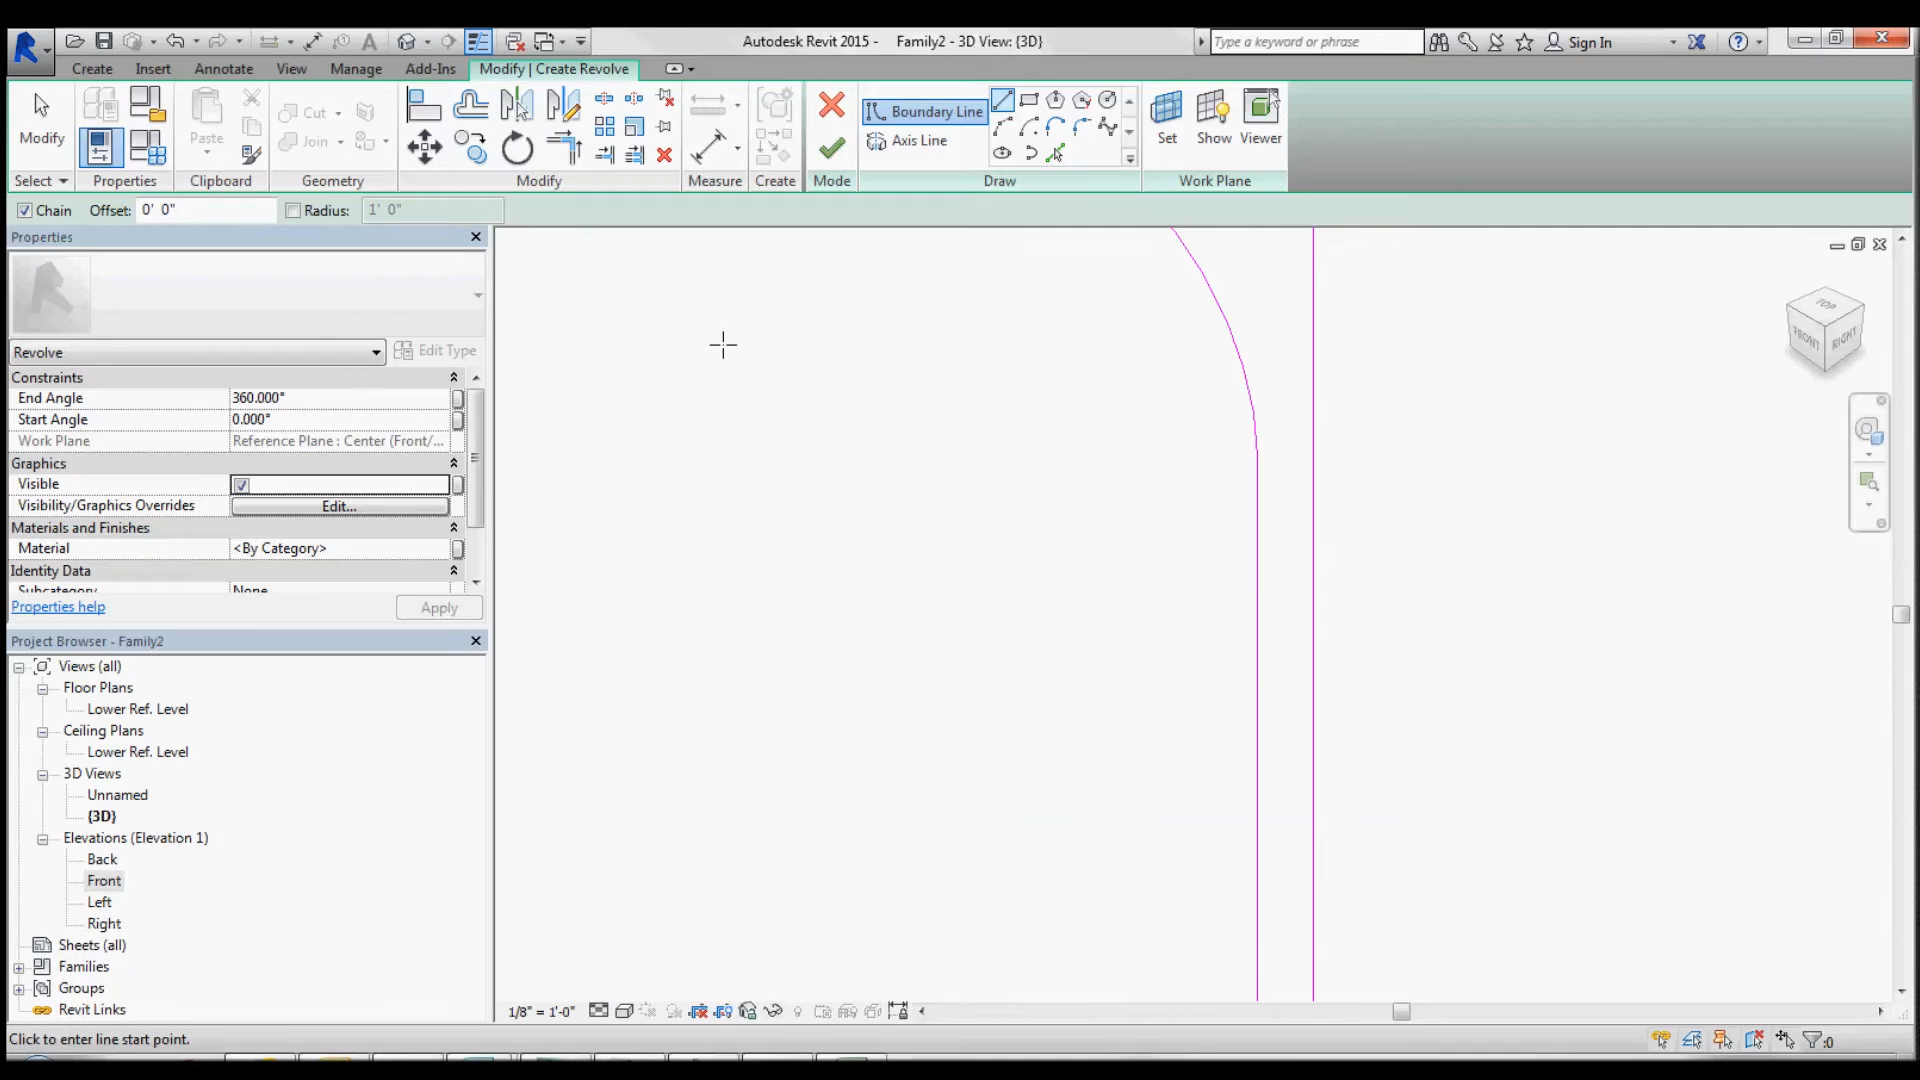 Autodesk Revit 2015 - Family2 - 3D View: {3D}
Type a keyword or phrase
Sign In
Create Insert Annotate View Manage Add-Ins Modify | Create Revolve
Modify
Paste
Cut
Join
Boundary Line
Axis Line
Set Show Viewer
Select Properties Clipboard Geometry Modify Measure Create Mode Draw Work Plane
Chain Offset: 0' 0" Radius: 1' 0"
Properties
Revolve Edit Type
Constraints
End Angle 360.000°
Start Angle 0.000°
Work Plane Reference Plane : Center (Front/...
Graphics
Visible
Visibility/Graphics Overrides Edit...
Materials and Finishes
Material <By Category>
Identity Data
Subcategory None
Properties help Apply
Project Browser - Family2
Views (all)
Floor Plans
Lower Ref. Level
Ceiling Plans
Lower Ref. Level
3D Views
Unnamed
{3D}
Elevations (Elevation 1)
Back
Front
Left
Right
Sheets (all)
Families
Groups
Revit Links
TOP
FRONT
RIGHT
1/8" = 1'-0"
Click to enter line start point.
:0